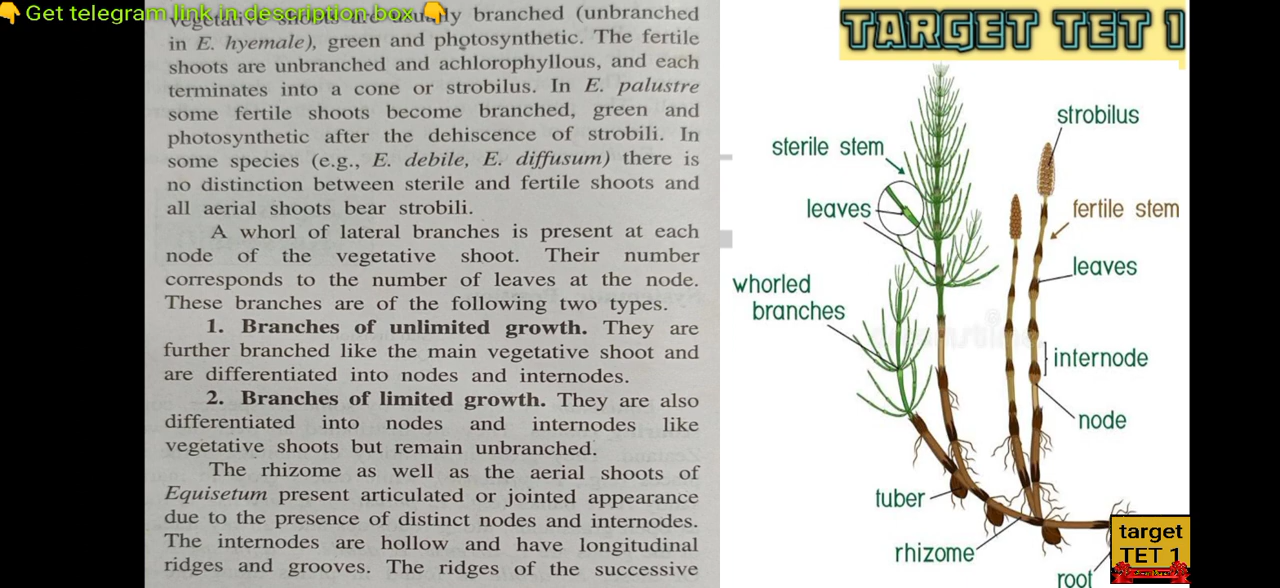 👇Get telegram link in description box 👇
branched (unbranched
in E. hyemale), green and photosynthetic. The fertile
shoots are unbranched and achlorophyllous, and each
terminates into a cone or strobilus. In E. palustre
some fertile shoots become branched, green and
photosynthetic after the dehiscence of strobili. In
some species (e.g., E. debile, E. diffusum) there is
no distinction between sterile and fertile shoots and
all aerial shoots bear strobili.
A whorl of lateral branches is present at each
node of the vegetative shoot. Their number
corresponds to the number of leaves at the node.
These branches are of the following two types.
1. Branches of unlimited growth. They are
further branched like the main vegetative shoot and
are differentiated into nodes and internodes.
2. Branches of limited growth. They are also
differentiated into nodes and internodes like
vegetative shoots but remain unbranched.
The rhizome as well as the aerial shoots of
Equisetum present articulated or jointed appearance
due to the presence of distinct nodes and internodes.
The internodes are hollow and have longitudinal
ridges and grooves. The ridges of the successive
TARGET TET 1
strobilus
sterile stem
leaves
fertile stem
leaves
whorled
branches
internode
node
tuber
rhizome
root
target
TET 1